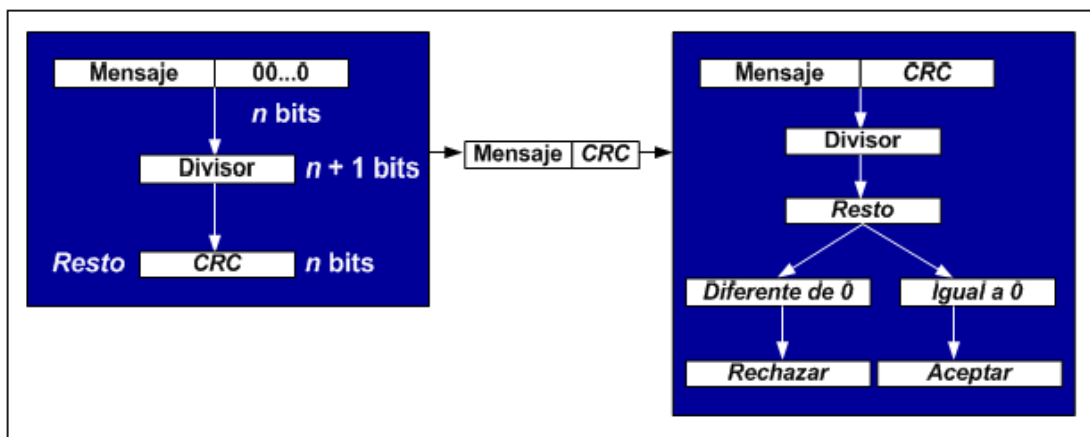 Mensaje 00...0
n bits
Divisor n + 1 bits
Resto CRC n bits
Mensaje CRC
Mensaje CRC
Divisor
Resto
Diferente de 0 Igual a 0
Rechazar Aceptar